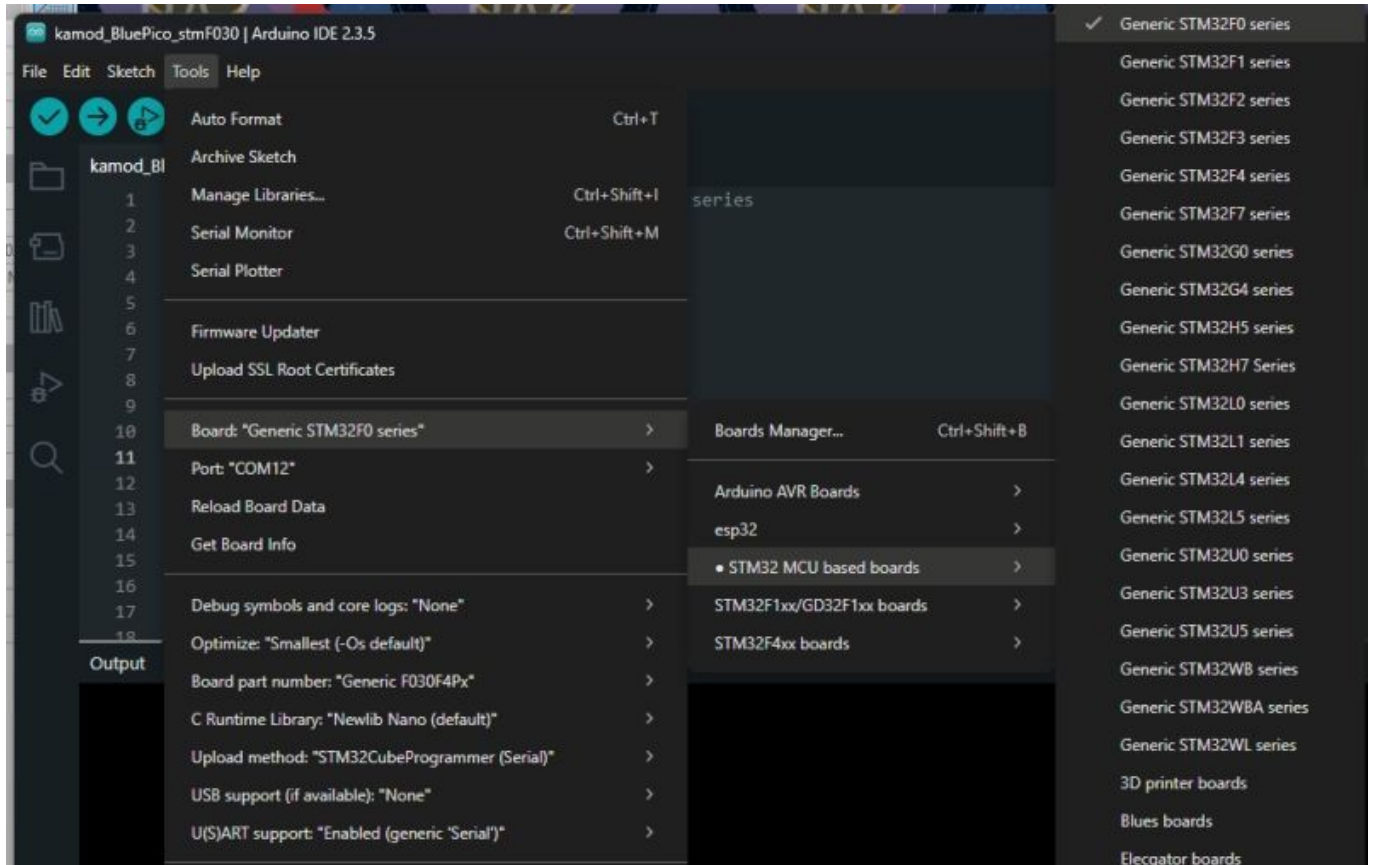 kamod_BluePico_stmF030 | Arduino IDE 2.3.5
File Edit Sketch Tools Help
kamod_Bl
1
2
3
4
5
6
7
8
9
10
11
12
13
14
15
16
17
18
series
Output
Auto Format Ctrl+T
Archive Sketch
Manage Libraries... Ctrl+Shift+I
Serial Monitor Ctrl+Shift+M
Serial Plotter
Firmware Updater
Upload SSL Root Certificates
Board: "Generic STM32F0 series"
Port: "COM12"
Reload Board Data
Get Board Info
Debug symbols and core logs: "None"
Optimize: "Smallest (-Os default)"
Board part number: "Generic F030F4Px"
C Runtime Library: "Newlib Nano (default)"
Upload method: "STM32CubeProgrammer (Serial)"
USB support (if available): "None"
U(S)ART support: "Enabled (generic 'Serial')"
Boards Manager... Ctrl+Shift+B
Arduino AVR Boards
esp32
• STM32 MCU based boards
STM32F1xx/GD32F1xx boards
STM32F4xx boards
✓ Generic STM32F0 series
Generic STM32F1 series
Generic STM32F2 series
Generic STM32F3 series
Generic STM32F4 series
Generic STM32F7 series
Generic STM32G0 series
Generic STM32G4 series
Generic STM32H5 series
Generic STM32H7 Series
Generic STM32L0 series
Generic STM32L1 series
Generic STM32L4 series
Generic STM32L5 series
Generic STM32U0 series
Generic STM32U3 series
Generic STM32U5 series
Generic STM32WB series
Generic STM32WBA series
Generic STM32WL series
3D printer boards
Blues boards
Elecgator boards